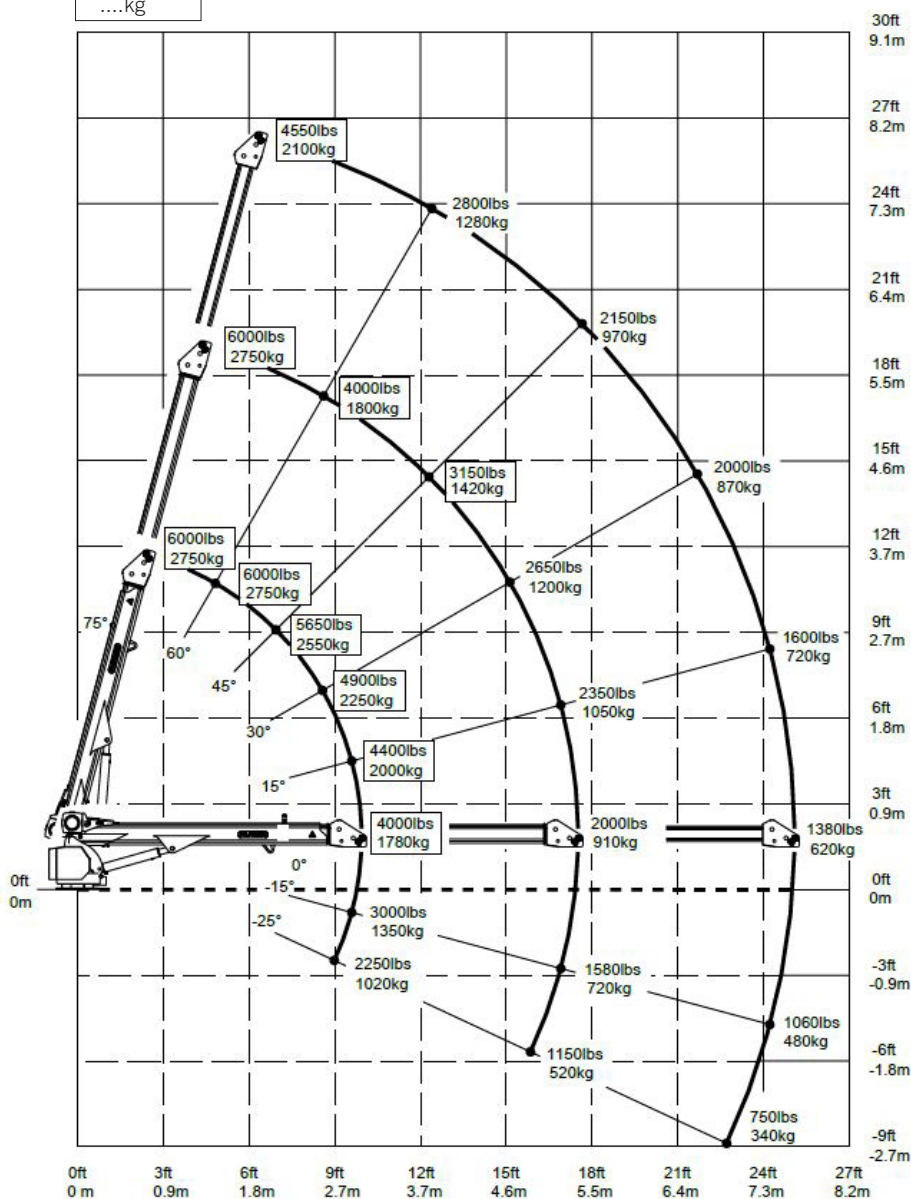 ....kg
30ft
9.1m
27ft
8.2m
4550lbs
2100kg
2800lbs
1280kg
24ft
7.3m
21ft
6.4m
2150lbs
970kg
6000lbs
2750kg
18ft
5.5m
4000lbs
1800kg
15ft
4.6m
3150lbs
1420kg
2000lbs
870kg
12ft
3.7m
6000lbs
2750kg
6000lbs
2750kg
2650lbs
1200kg
75°
9ft
2.7m
5650lbs
2550kg
1600lbs
720kg
60°
45°
4900lbs
2250kg
2350lbs
1050kg
30°
6ft
1.8m
4400lbs
2000kg
15°
3ft
0.9m
4000lbs
1780kg
2000lbs
910kg
1380lbs
620kg
0°
0ft
0m
0ft
0m
-15°
3000lbs
1350kg
-25°
2250lbs
1020kg
1580lbs
720kg
-3ft
-0.9m
1060lbs
480kg
1150lbs
520kg
-6ft
-1.8m
750lbs
340kg
-9ft
-2.7m
0ft 3ft 6ft 9ft 12ft 15ft 18ft 21ft 24ft 27ft
0 m 0.9m 1.8m 2.7m 3.7m 4.6m 5.5m 6.4m 7.3m 8.2m